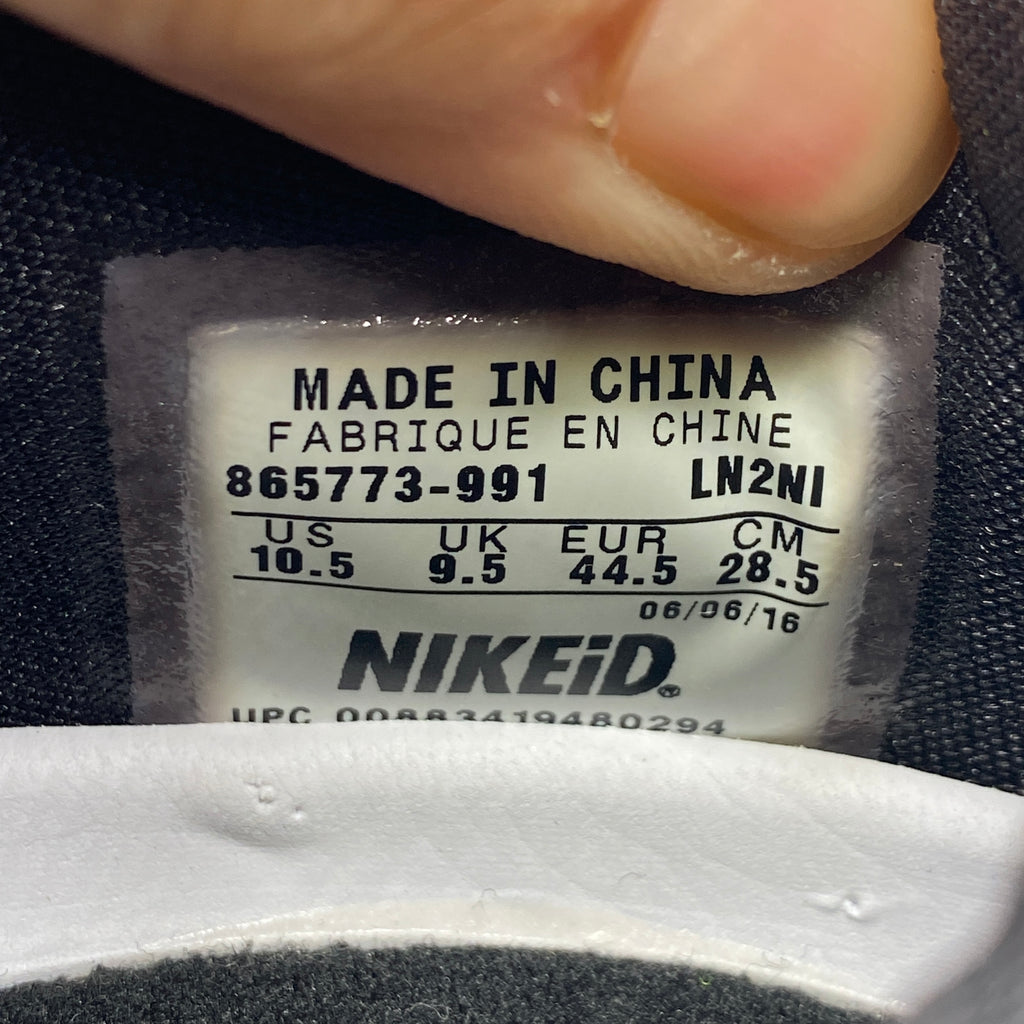 MADE IN CHINA
FABRIQUE EN CHINE
865773-991 LN2NI
US UK EUR CM
10.5 9.5 44.5 28.5
06/06/16
NIKEiD®
UPC 00883419480294